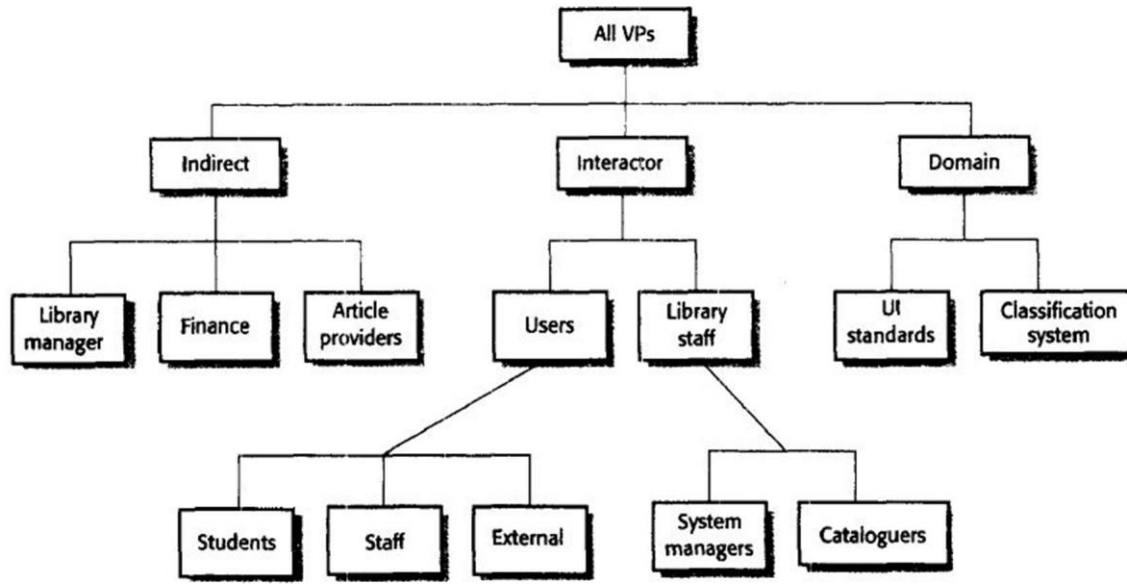 All VPs
Indirect
Interactor
Domain
Library
manager
Finance
Article
providers
Users
Library
staff
UI
standards
Classification
system
Students
Staff
External
System
managers
Cataloguers